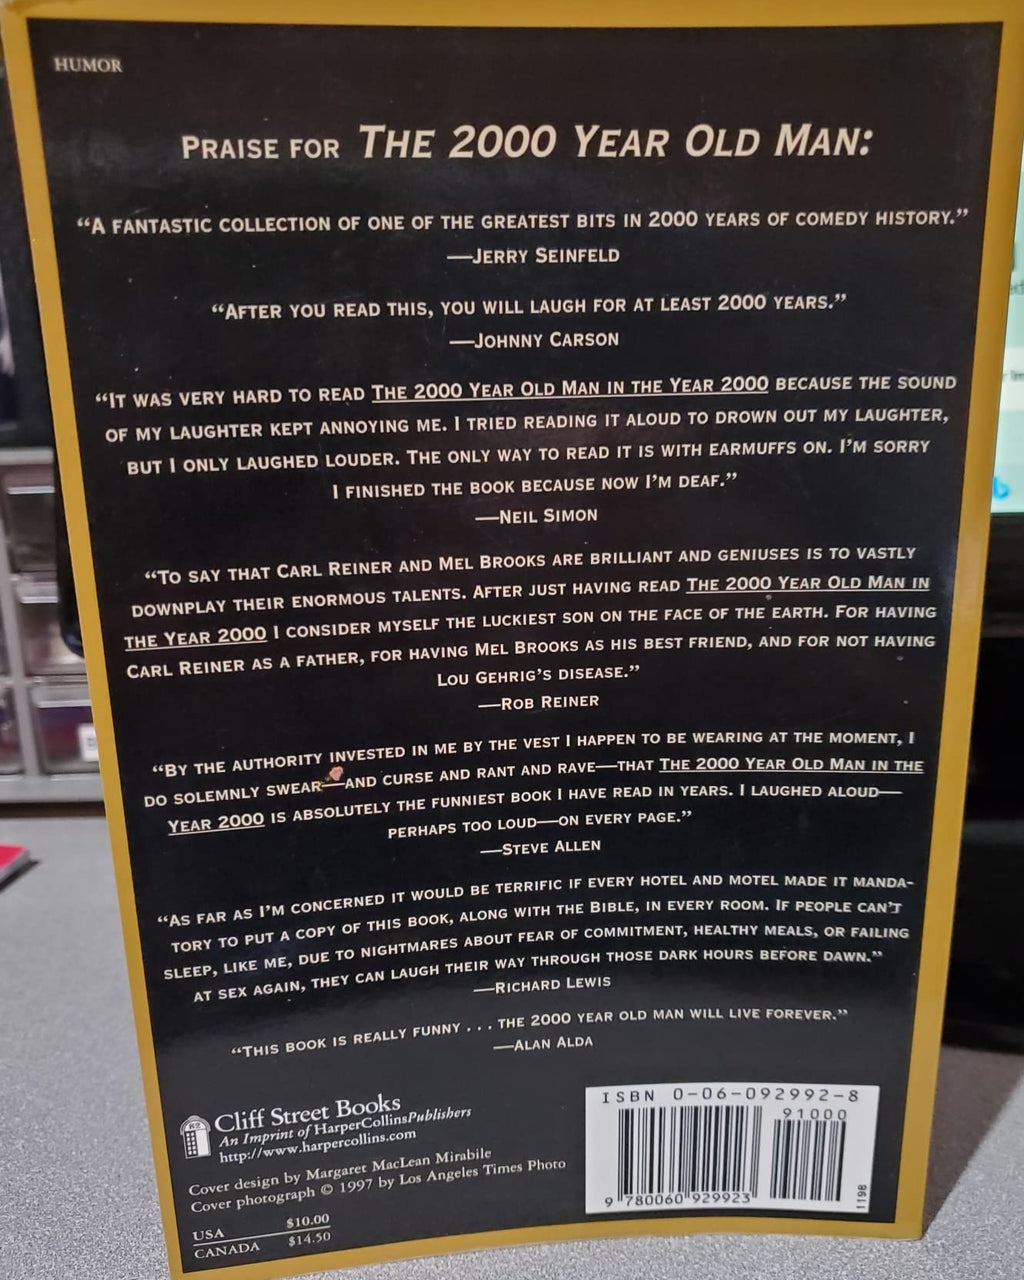 HUMOR
PRAISE FOR THE 2000 YEAR OLD MAN:
“A FANTASTIC COLLECTION OF ONE OF THE GREATEST BITS IN 2000 YEARS OF COMEDY HISTORY.”
—JERRY SEINFELD
“AFTER YOU READ THIS, YOU WILL LAUGH FOR AT LEAST 2000 YEARS.”
—JOHNNY CARSON
“IT WAS VERY HARD TO READ THE 2000 YEAR OLD MAN IN THE YEAR 2000 BECAUSE THE SOUND
OF MY LAUGHTER KEPT ANNOYING ME. I TRIED READING IT ALOUD TO DROWN OUT MY LAUGHTER,
BUT I ONLY LAUGHED LOUDER. THE ONLY WAY TO READ IT IS WITH EARMUFFS ON. I’M SORRY
I FINISHED THE BOOK BECAUSE NOW I’M DEAF.”
—NEIL SIMON
“TO SAY THAT CARL REINER AND MEL BROOKS ARE BRILLIANT AND GENIUSES IS TO VASTLY
DOWNPLAY THEIR ENORMOUS TALENTS. AFTER JUST HAVING READ THE 2000 YEAR OLD MAN IN
THE YEAR 2000 I CONSIDER MYSELF THE LUCKIEST SON ON THE FACE OF THE EARTH. FOR HAVING
CARL REINER AS A FATHER, FOR HAVING MEL BROOKS AS HIS BEST FRIEND, AND FOR NOT HAVING
LOU GEHRIG’S DISEASE.”
—ROB REINER
“BY THE AUTHORITY INVESTED IN ME BY THE VEST I HAPPEN TO BE WEARING AT THE MOMENT, I
DO SOLEMNLY SWEAR—AND CURSE AND RANT AND RAVE—THAT THE 2000 YEAR OLD MAN IN THE
YEAR 2000 IS ABSOLUTELY THE FUNNIEST BOOK I HAVE READ IN YEARS. I LAUGHED ALOUD—
PERHAPS TOO LOUD—ON EVERY PAGE.”
—STEVE ALLEN
“AS FAR AS I’M CONCERNED IT WOULD BE TERRIFIC IF EVERY HOTEL AND MOTEL MADE IT MANDA-
TORY TO PUT A COPY OF THIS BOOK, ALONG WITH THE BIBLE, IN EVERY ROOM. IF PEOPLE CAN’T
SLEEP, LIKE ME, DUE TO NIGHTMARES ABOUT FEAR OF COMMITMENT, HEALTHY MEALS, OR FAILING
AT SEX AGAIN, THEY CAN LAUGH THEIR WAY THROUGH THOSE DARK HOURS BEFORE DAWN.”
—RICHARD LEWIS
“THIS BOOK IS REALLY FUNNY . . . THE 2000 YEAR OLD MAN WILL LIVE FOREVER.”
—ALAN ALDA
Cliff Street Books
An Imprint of HarperCollinsPublishers
http://www.harpercollins.com
Cover design by Margaret MacLean Mirabile
Cover photograph © 1997 by Los Angeles Times Photo
USA $10.00
CANADA $14.50
ISBN 0-06-092992-8
91000
9 780060 929923
1198